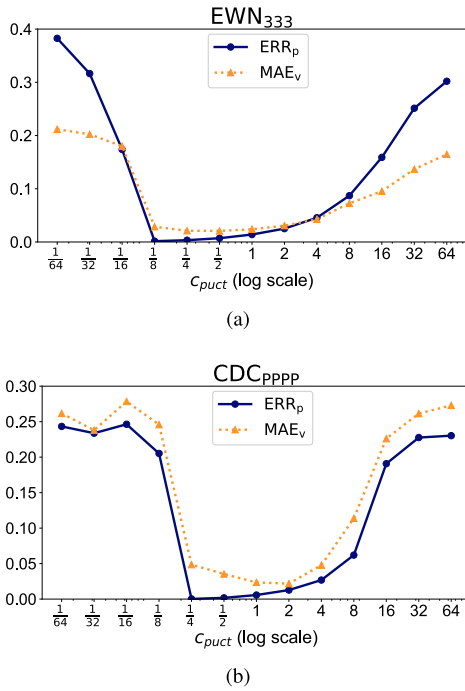 EWN333
ERRp
MAEv
0.4
0.3
0.2
0.1
0.0
1/64 1/32 1/16 1/8 1/4 1/2 1 2 4 8 16 32 64
cpuct (log scale)
(a)
CDCPPPP
ERRp
MAEv
0.30
0.25
0.20
0.15
0.10
0.05
0.00
1/64 1/32 1/16 1/8 1/4 1/2 1 2 4 8 16 32 64
cpuct (log scale)
(b)